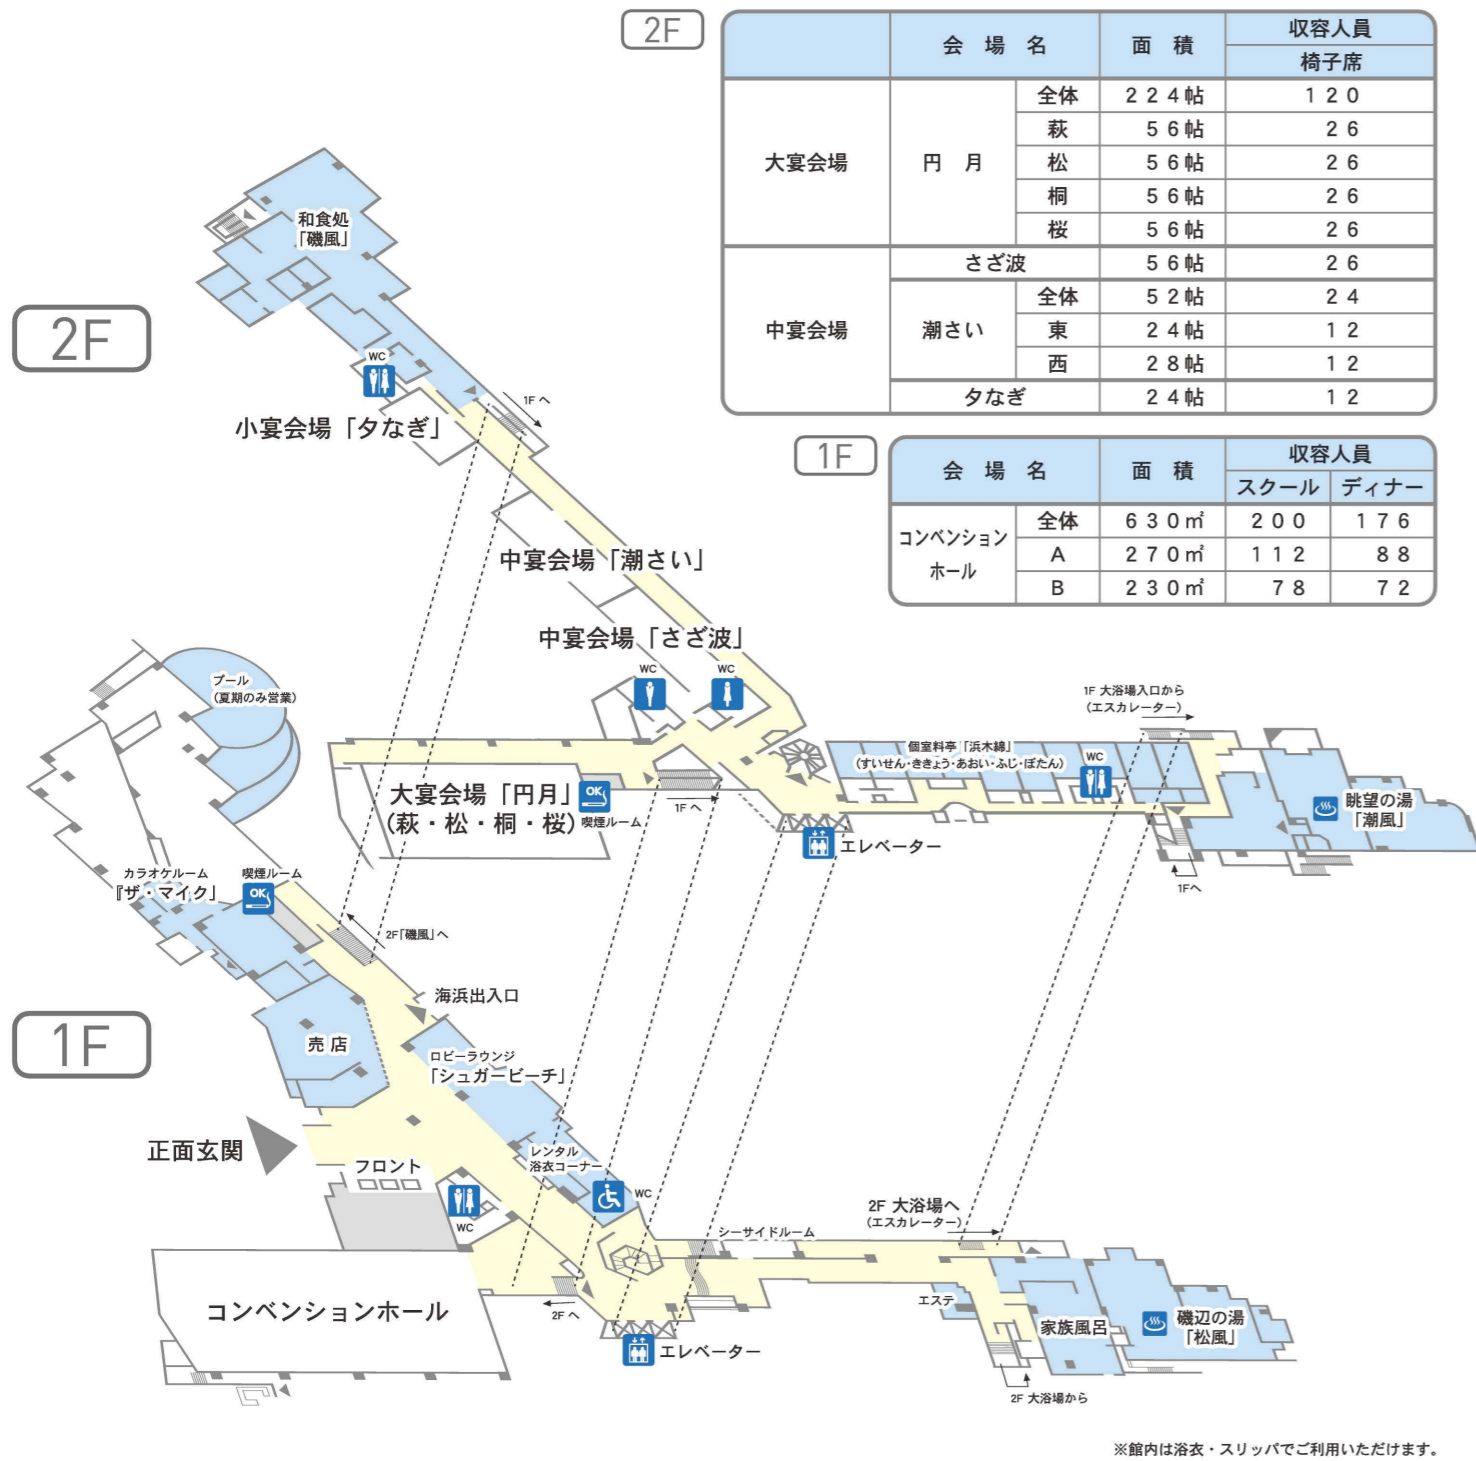 2F
会場名 面積 収容人員
椅子席
大宴会場 円月 全体 224帖 120
萩 56帖 26
松 56帖 26
桐 56帖 26
桜 56帖 26
中宴会場 さざ波 56帖 26
潮さい 全体 52帖 24
東 24帖 12
西 28帖 12
夕なぎ 24帖 12
1F
会場名 面積 収容人員
スクール ディナー
コンベンションホール 全体 630㎡ 200 176
A 270㎡ 112 88
B 230㎡ 78 72
2F
和食処
「磯風」
WC
1Fへ
小宴会場「夕なぎ」
中宴会場「潮さい」
中宴会場「さざ波」
WC
WC
1F 大浴場入口から
(エスカレーター)
個室料亭「浜木綿」
(すいせん・ききょう・あおい・ふじ・ぼたん)
WC
大宴会場「円月」
(萩・松・桐・桜)
OK
喫煙ルーム
1Fへ
エレベーター
眺望の湯
「潮風」
1Fへ
プール
(夏期のみ営業)
カラオケルーム
『ザ・マイク』
喫煙ルーム
OK
2F「磯風」へ
海浜出入口
1F
売店
ロビーラウンジ
「シュガービーチ」
正面玄関
フロント
レンタル
浴衣コーナー
WC
WC
2F 大浴場へ
(エスカレーター)
シーサイドルーム
コンベンションホール
2Fへ
エレベーター
エステ
家族風呂
磯辺の湯
「松風」
2F 大浴場から
※館内は浴衣・スリッパでご利用いただけます。